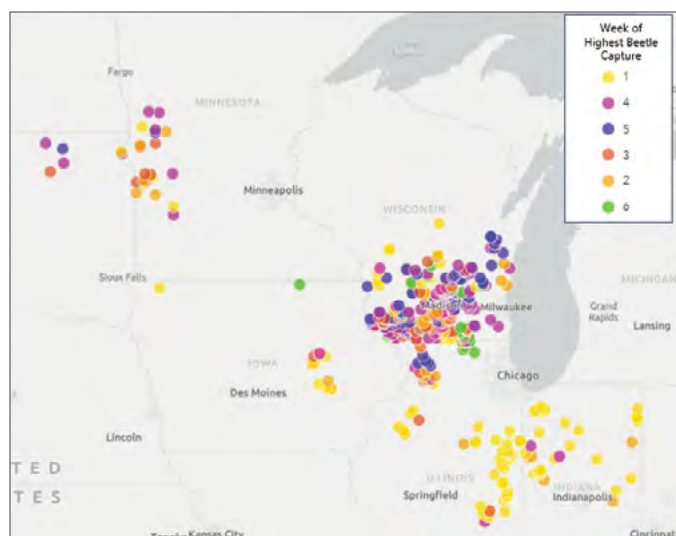 Week of
Highest Beetle
Capture
1
4
5
3
2
6
Fargo
MINNESOTA
Minneapolis
WISCONSIN
Sioux Falls
MICHIGAN
Madison
Milwaukee
Grand
Rapids
Lansing
IOWA
Chicago
Des Moines
Lincoln
TED
TES
ILLINOIS
INDIANA
Springfield
Indianapolis
Kansas City
Cincinnat